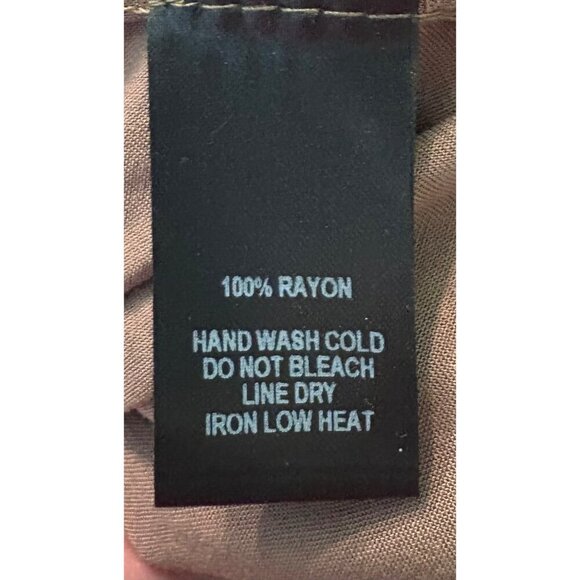 100% RAYON
HAND WASH COLD
DO NOT BLEACH
LINE DRY
IRON LOW HEAT